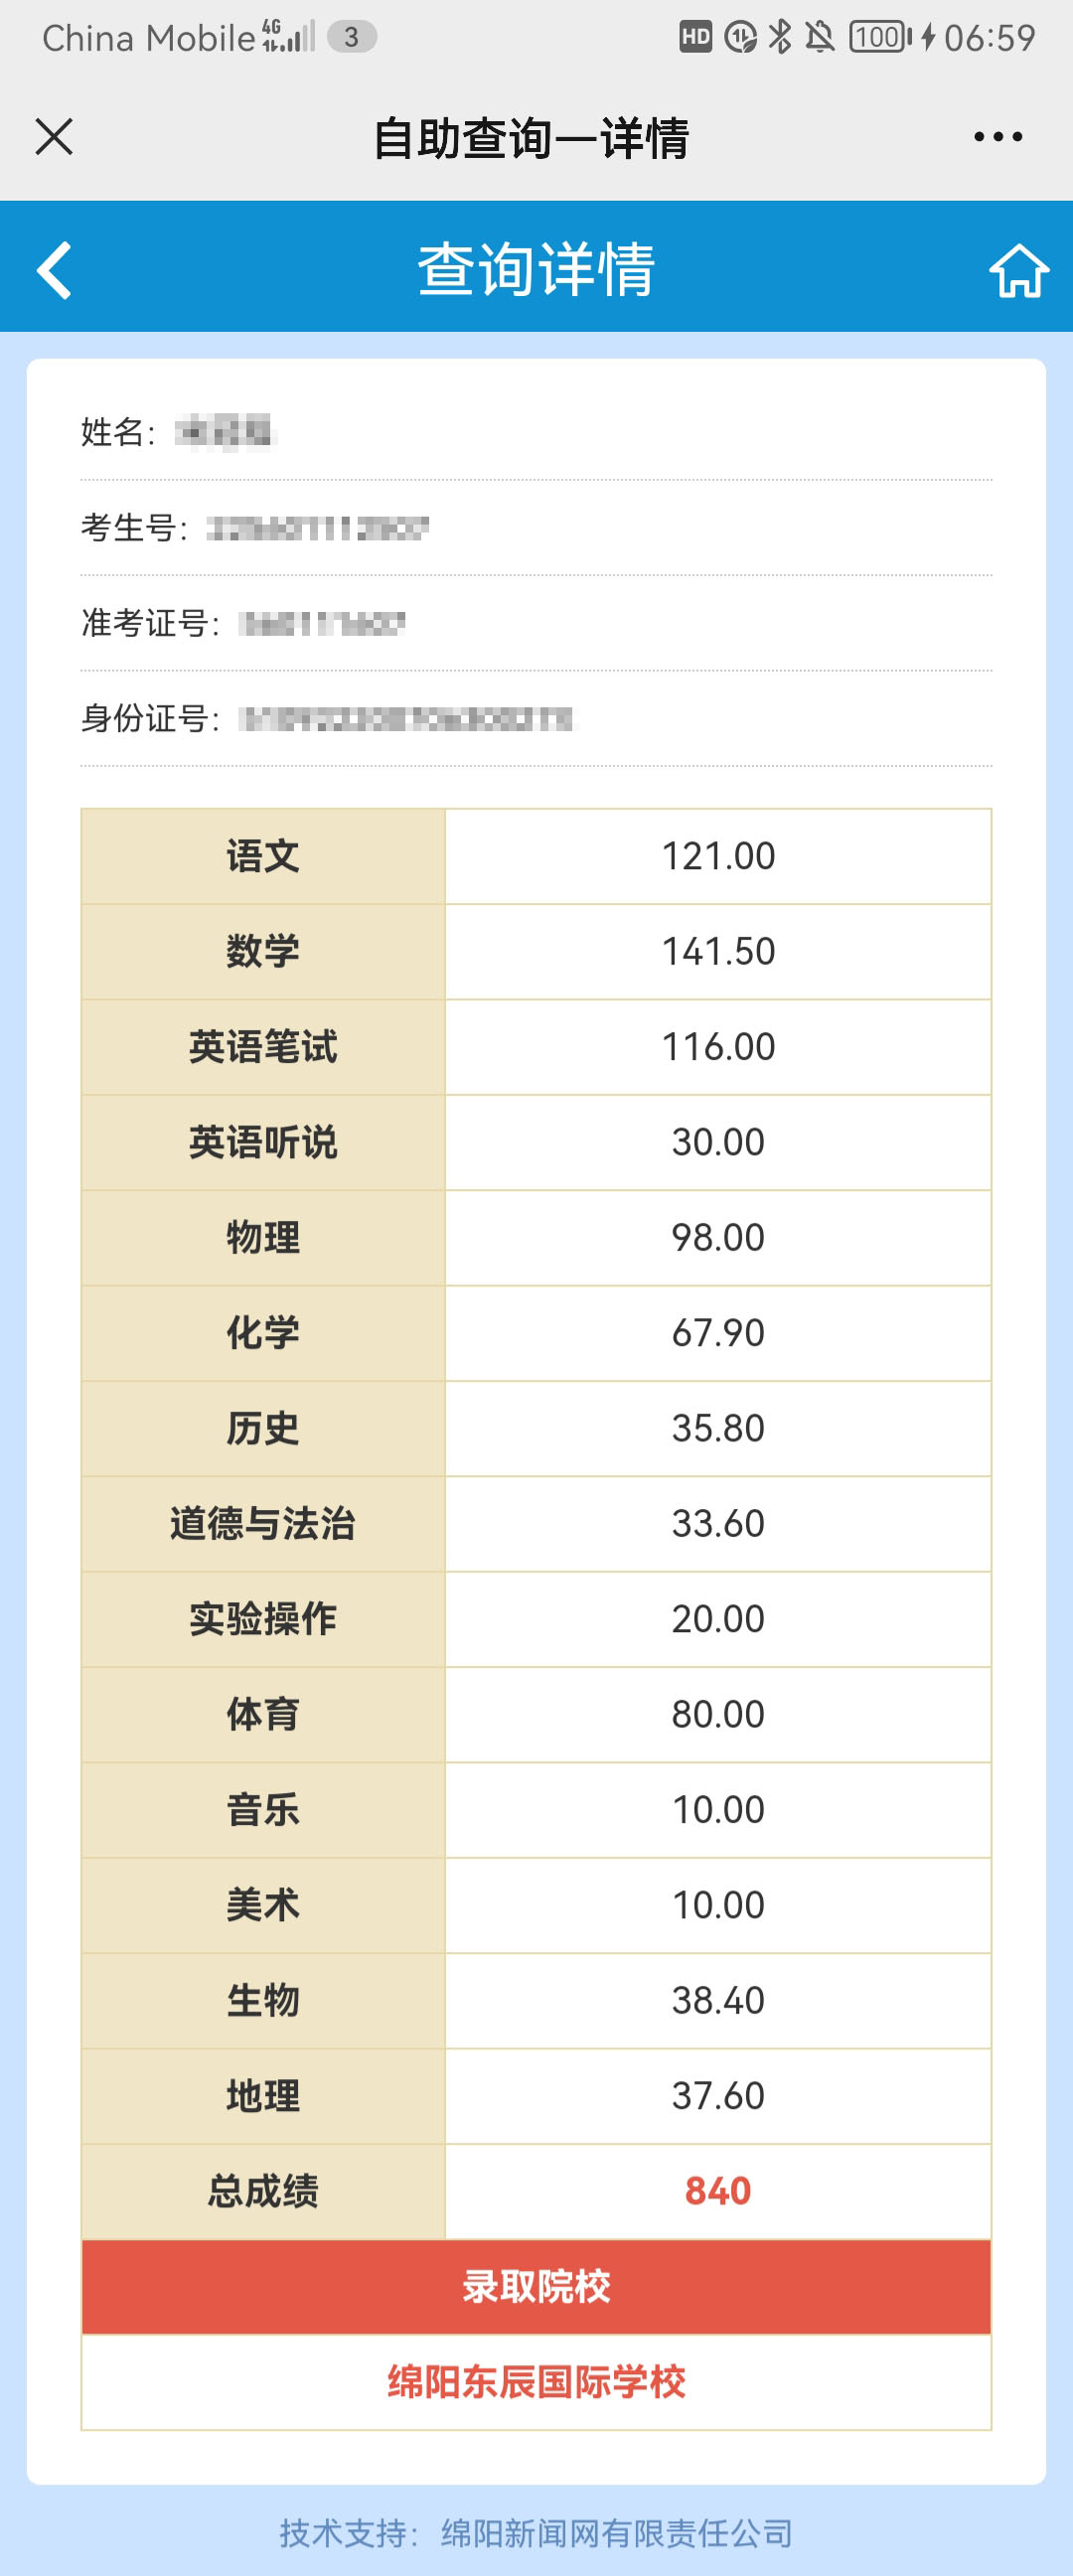 China Mobile 4G 3 HD 100 06:59
自助查询—详情
查询详情
姓名：
考生号：
准考证号：
身份证号：
语文 121.00
数学 141.50
英语笔试 116.00
英语听说 30.00
物理 98.00
化学 67.90
历史 35.80
道德与法治 33.60
实验操作 20.00
体育 80.00
音乐 10.00
美术 10.00
生物 38.40
地理 37.60
总成绩 840
录取院校
绵阳东辰国际学校
技术支持：绵阳新闻网有限责任公司